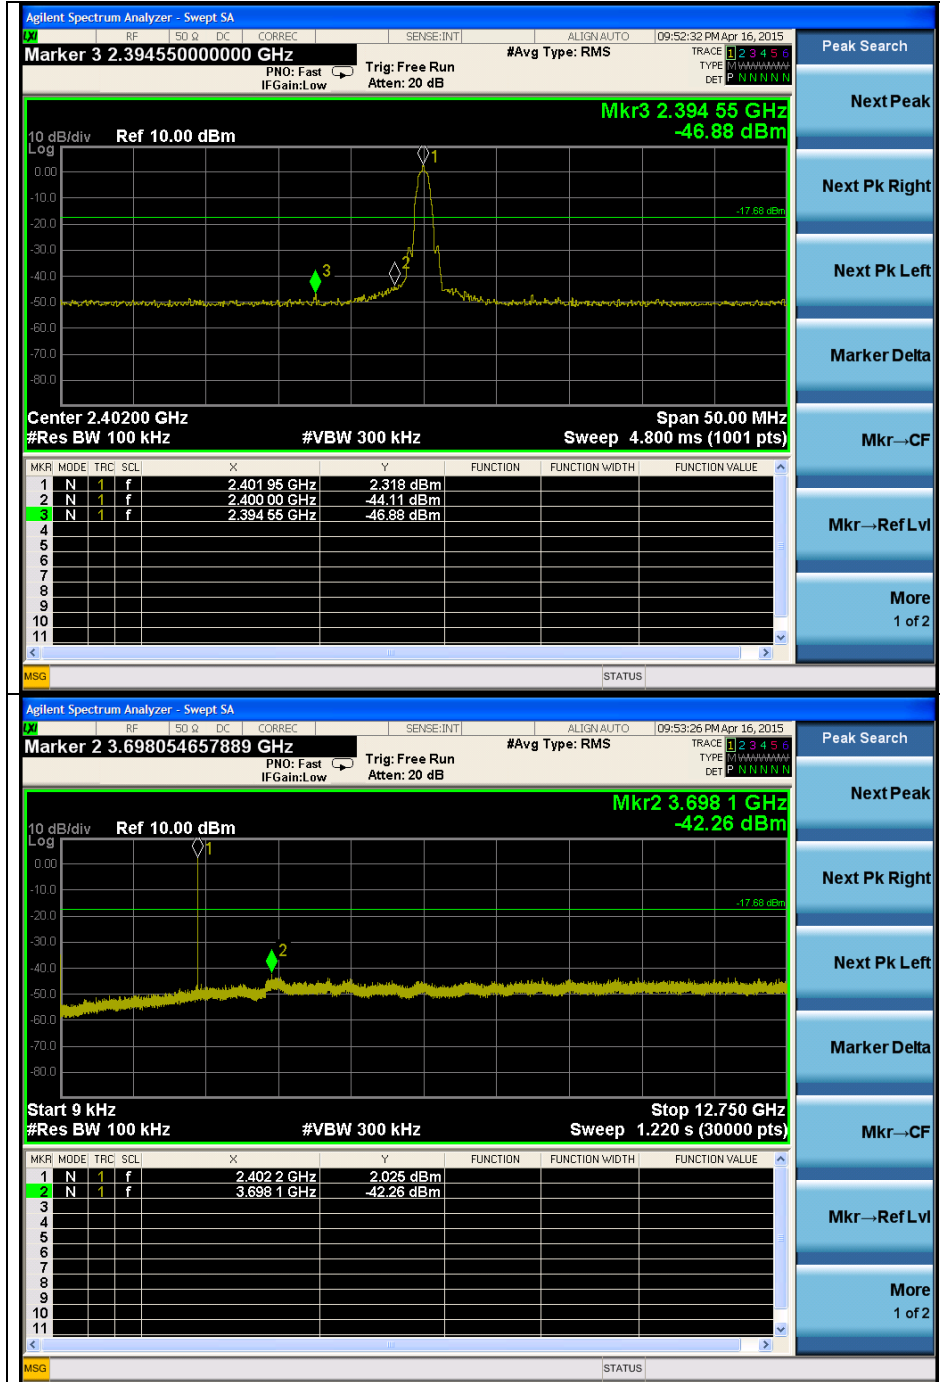 Agilent Spectrum Analyzer - Swept SA
LXI RF 50 Ω DC CORREC SENSE:INT ALIGN AUTO 09:52:32 PM Apr 16, 2015
Marker 3 2.394550000000 GHz
PNO: Fast
IFGain:Low
Trig: Free Run
Atten: 20 dB
#Avg Type: RMS
TRACE 1 2 3 4 5 6
TYPE M
DET P N N N N N
Peak Search
Next Peak
Next Pk Right
Next Pk Left
Marker Delta
Mkr→CF
Mkr→Ref Lvl
More
1 of 2
Mkr3 2.394 55 GHz
-46.88 dBm
10 dB/div Ref 10.00 dBm
Log
1
0.00
-10.0
-17.68 dBm
-20.0
-30.0
3
2
-40.0
-50.0
-60.0
-70.0
-80.0
Center 2.40200 GHz Span 50.00 MHz
#Res BW 100 kHz #VBW 300 kHz Sweep 4.800 ms (1001 pts)
MKR MODE TRC SCL X Y FUNCTION FUNCTION WIDTH FUNCTION VALUE
1 N 1 f 2.401 95 GHz 2.318 dBm
2 N 1 f 2.400 00 GHz -44.11 dBm
3 N 1 f 2.394 55 GHz -46.88 dBm
4
5
6
7
8
9
10
11
MSG STATUS
Agilent Spectrum Analyzer - Swept SA
LXI RF 50 Ω DC CORREC SENSE:INT ALIGN AUTO 09:53:26 PM Apr 16, 2015
Marker 2 3.698054657889 GHz
PNO: Fast
IFGain:Low
Trig: Free Run
Atten: 20 dB
#Avg Type: RMS
TRACE 1 2 3 4 5 6
TYPE M
DET P N N N N N
Peak Search
Next Peak
Next Pk Right
Next Pk Left
Marker Delta
Mkr→CF
Mkr→Ref Lvl
More
1 of 2
Mkr2 3.698 1 GHz
-42.26 dBm
10 dB/div Ref 10.00 dBm
Log
1
0.00
-10.0
-17.68 dBm
-20.0
-30.0
2
-40.0
-50.0
-60.0
-70.0
-80.0
Start 9 kHz Stop 12.750 GHz
#Res BW 100 kHz #VBW 300 kHz Sweep 1.220 s (30000 pts)
MKR MODE TRC SCL X Y FUNCTION FUNCTION WIDTH FUNCTION VALUE
1 N 1 f 2.402 2 GHz 2.025 dBm
2 N 1 f 3.698 1 GHz -42.26 dBm
3
4
5
6
7
8
9
10
11
MSG STATUS